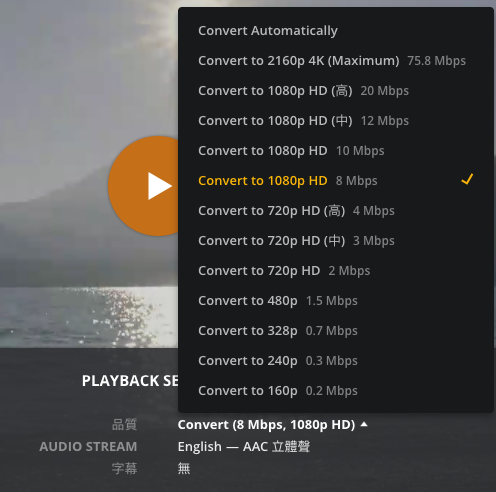 Convert Automatically
Convert to 2160p 4K (Maximum) 75.8 Mbps
Convert to 1080p HD (高) 20 Mbps
Convert to 1080p HD (中) 12 Mbps
Convert to 1080p HD 10 Mbps
Convert to 1080p HD 8 Mbps
Convert to 720p HD (高) 4 Mbps
Convert to 720p HD (中) 3 Mbps
Convert to 720p HD 2 Mbps
Convert to 480p 1.5 Mbps
Convert to 328p 0.7 Mbps
Convert to 240p 0.3 Mbps
Convert to 160p 0.2 Mbps
PLAYBACK SE
品質 Convert (8 Mbps, 1080p HD)
AUDIO STREAM English — AAC 立體聲
字幕 無